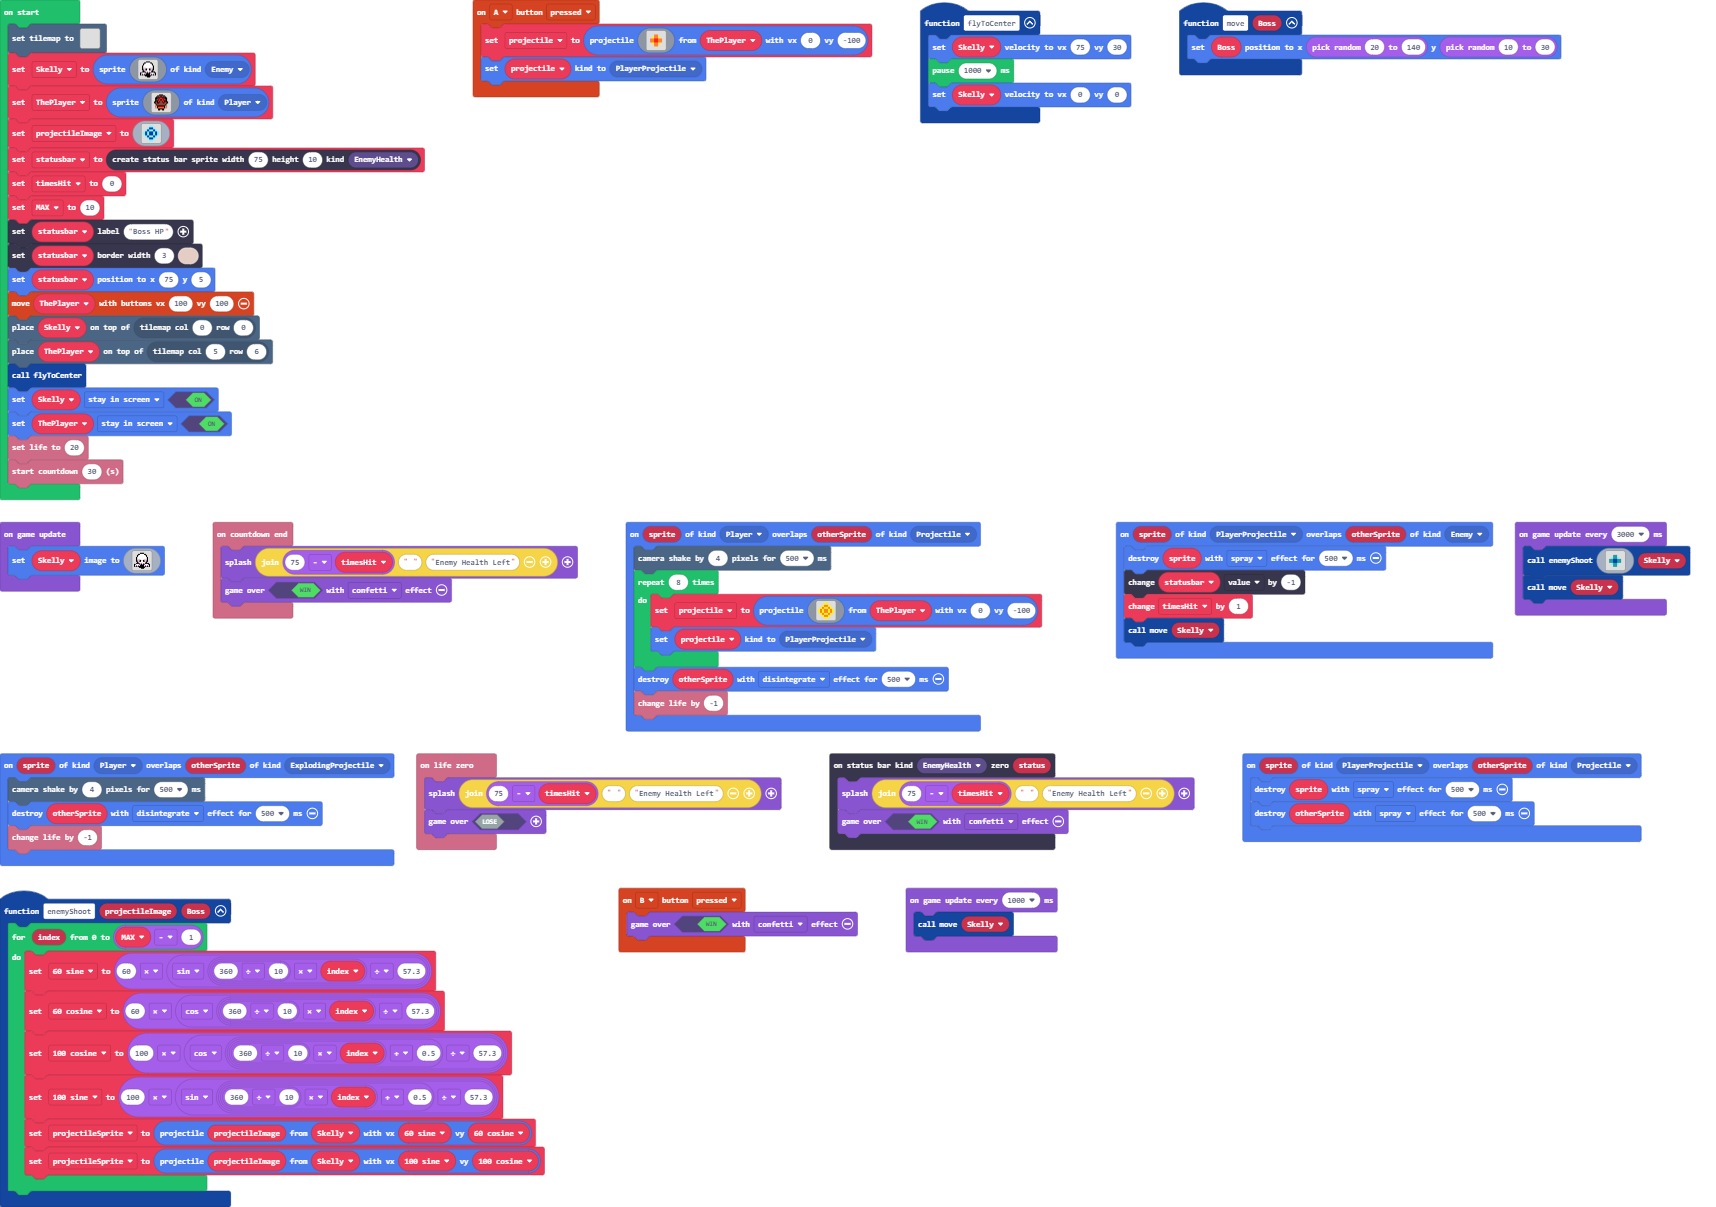 on start
set tilemap to
set Skelly to sprite of kind Enemy
set ThePlayer to sprite of kind Player
set projectileImage to
set statusbar to create status bar sprite width 75 height 10 kind EnemyHealth
set timesHit to 0
set MAX to 10
set statusbar label "Boss HP"
set statusbar border width 3
set statusbar position to x 75 y 5
move ThePlayer with buttons vx 100 vy 100
place Skelly on top of tilemap col 0 row 0
place ThePlayer on top of tilemap col 5 row 6
call flyToCenter
set Skelly stay in screen ON
set ThePlayer stay in screen ON
set life to 20
start countdown 30 (s)
on A button pressed
set projectile to projectile from ThePlayer with vx 0 vy -100
set projectile kind to PlayerProjectile
function flyToCenter
set Skelly velocity to vx 75 vy 30
pause 1000 ms
set Skelly velocity to vx 0 vy 0
function move Boss
set Boss position to x pick random 20 to 140 y pick random 10 to 30
on game update
set Skelly image to
on countdown end
splash join 75 - timesHit " " "Enemy Health Left"
game over WIN with confetti effect
on sprite of kind Player overlaps otherSprite of kind Projectile
camera shake by 4 pixels for 500 ms
repeat 8 times
do
set projectile to projectile from ThePlayer with vx 0 vy -100
set projectile kind to PlayerProjectile
destroy otherSprite with disintegrate effect for 500 ms
change life by -1
on sprite of kind PlayerProjectile overlaps otherSprite of kind Enemy
destroy sprite with spray effect for 500 ms
change statusbar value by -1
change timesHit by 1
call move Skelly
on game update every 3000 ms
call enemyShoot Skelly
call move Skelly
on sprite of kind Player overlaps otherSprite of kind ExplodingProjectile
camera shake by 4 pixels for 500 ms
destroy otherSprite with disintegrate effect for 500 ms
change life by -1
on life zero
splash join 75 - timesHit " " "Enemy Health Left"
game over LOSE
on status bar kind EnemyHealth zero status
splash join 75 - timesHit " " "Enemy Health Left"
game over WIN with confetti effect
on sprite of kind PlayerProjectile overlaps otherSprite of kind Projectile
destroy sprite with spray effect for 500 ms
destroy otherSprite with spray effect for 500 ms
function enemyShoot projectileImage Boss
for index from 0 to MAX - 1
do
set 60 sine to 60 × sin 360 ÷ 10 × index ÷ 57.3
set 60 cosine to 60 × cos 360 ÷ 10 × index ÷ 57.3
set 100 cosine to 100 × cos 360 ÷ 10 × index + 0.5 ÷ 57.3
set 100 sine to 100 × sin 360 ÷ 10 × index + 0.5 ÷ 57.3
set projectileSprite to projectile projectileImage from Skelly with vx 60 sine vy 60 cosine
set projectileSprite to projectile projectileImage from Skelly with vx 100 sine vy 100 cosine
on B button pressed
game over WIN with confetti effect
on game update every 1000 ms
call move Skelly